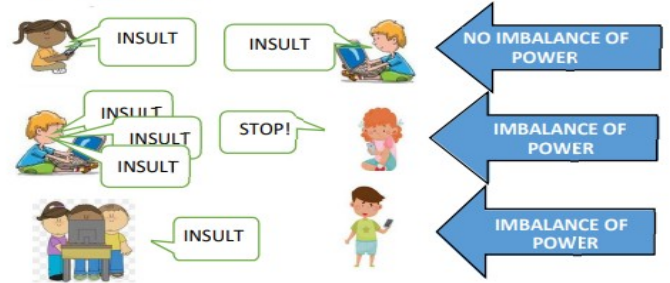 INSULT
INSULT
NO IMBALANCE OF
POWER
INSULT
INSULT
INSULT
STOP!
IMBALANCE OF
POWER
INSULT
IMBALANCE OF
POWER